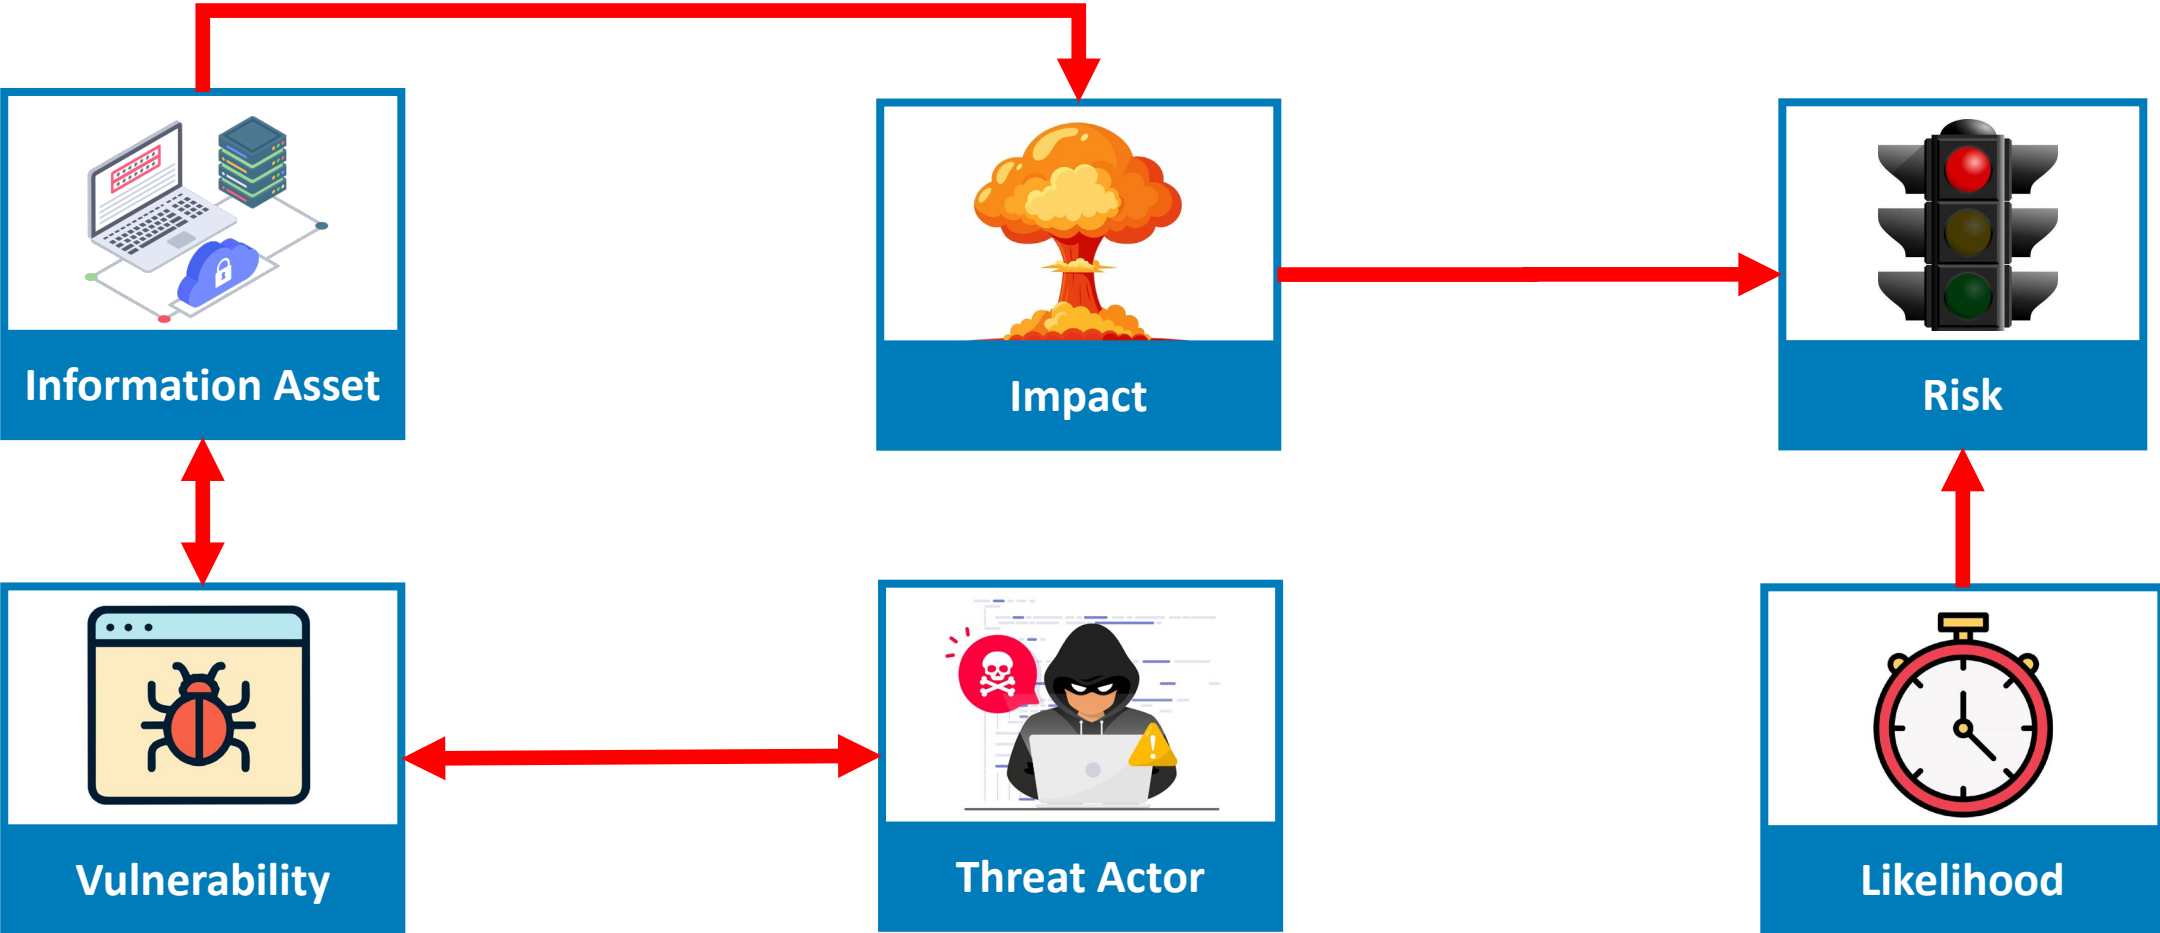 Information Asset
Impact
Risk
Vulnerability
Threat Actor
Likelihood